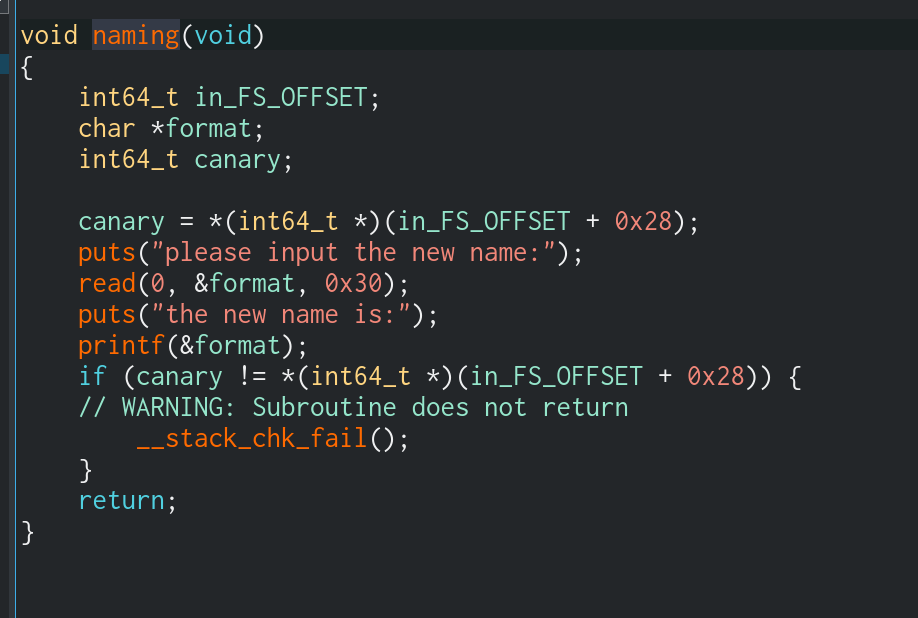 void naming(void)
{
    int64_t in_FS_OFFSET;
    char *format;
    int64_t canary;

    canary = *(int64_t *)(in_FS_OFFSET + 0x28);
    puts("please input the new name:");
    read(0, &format, 0x30);
    puts("the new name is:");
    printf(&format);
    if (canary != *(int64_t *)(in_FS_OFFSET + 0x28)) {
    // WARNING: Subroutine does not return
        __stack_chk_fail();
    }
    return;
}